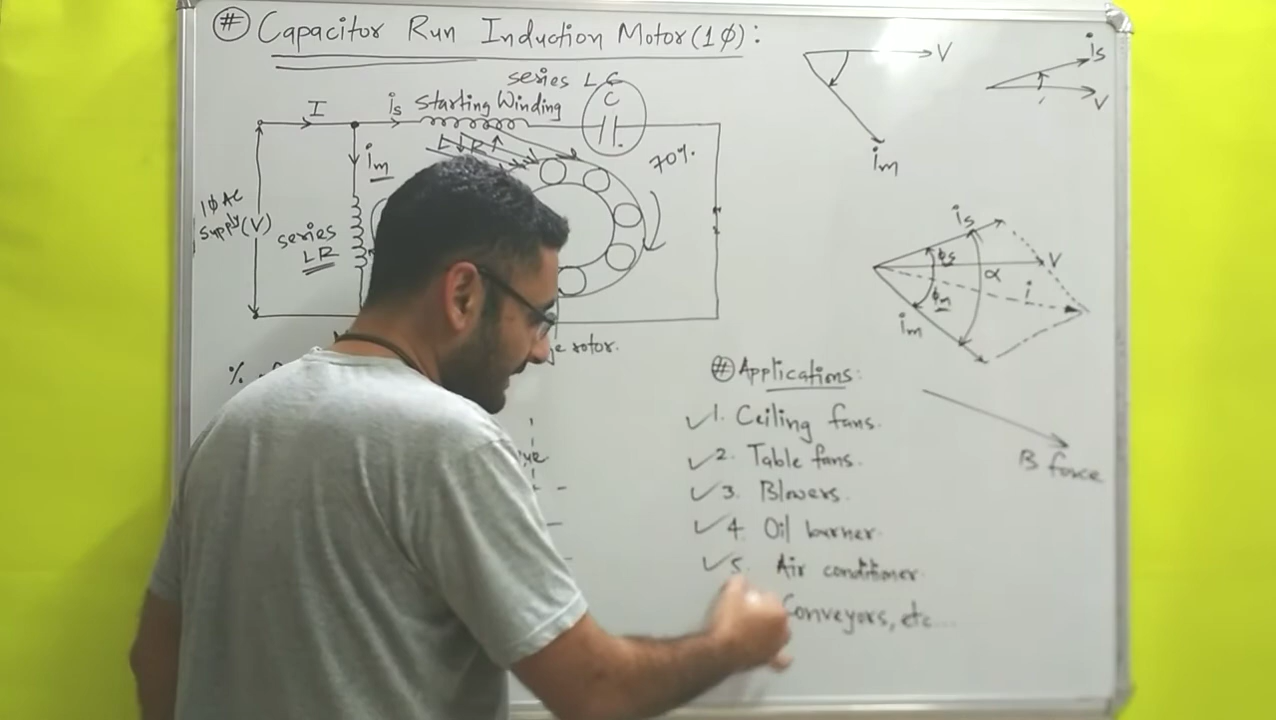 # Capacitor Run Induction Motor (1ϕ):
series L C
I
is
Starting Winding
C
L↓ R↑
70%.
im
1ϕ AC
Supply (V)
series
LR
e rotor.
%
V
im
is
V
is
ϕs
V
α
i
ϕm
im
B force
# Applications:
1. Ceiling fans.
2. Table fans.
3. Blowers.
4. Oil burner.
5. Air conditioner.
Conveyors, etc...